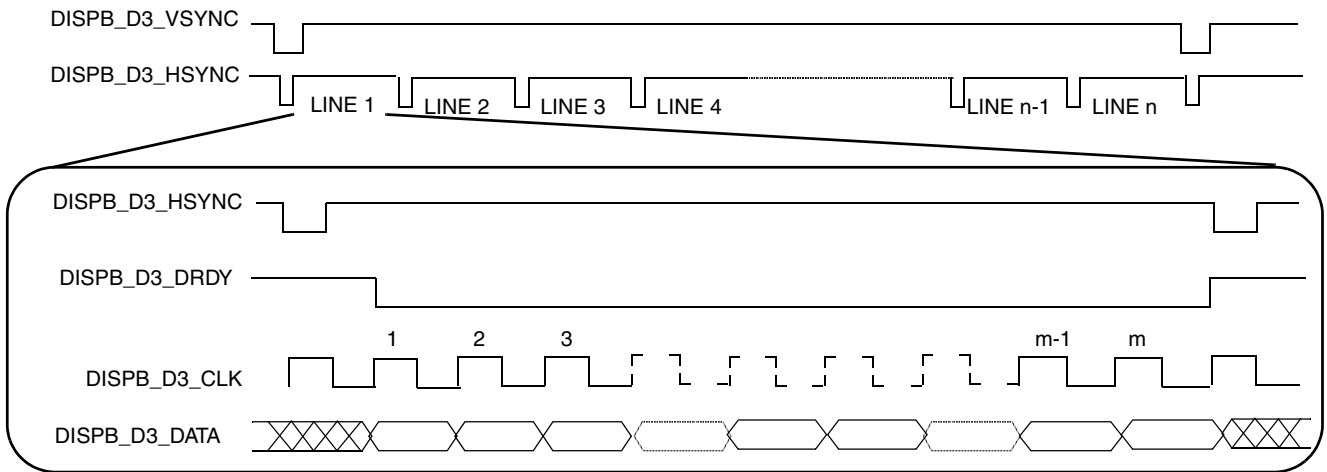 DISPB_D3_VSYNC
DISPB_D3_HSYNC
LINE 1 LINE 2 LINE 3 LINE 4 LINE n-1 LINE n
DISPB_D3_HSYNC
DISPB_D3_DRDY
1 2 3 m-1 m
DISPB_D3_CLK
DISPB_D3_DATA